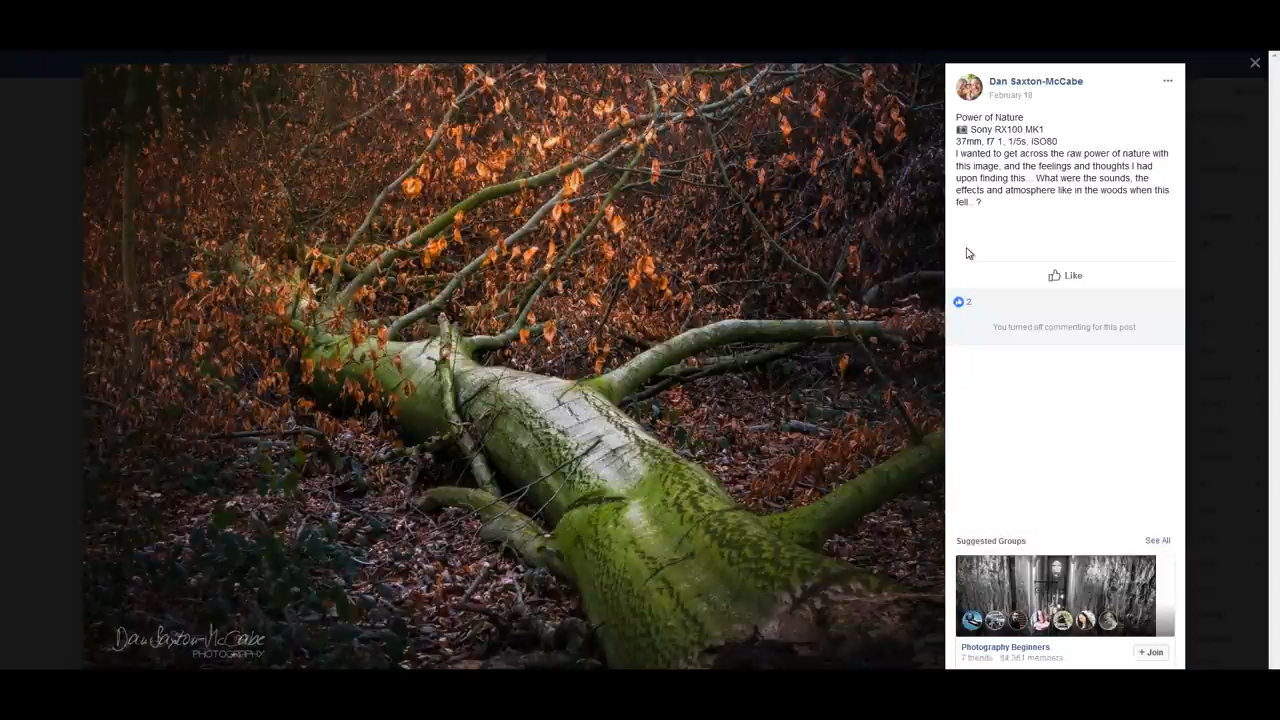 Dan Saxton-McCabe
February 18
Power of Nature
Sony RX100 MK1
37mm, f7 1, 1/5s, ISO80
I wanted to get across the raw power of nature with
this image, and the feelings and thoughts I had
upon finding this... What were the sounds, the
effects and atmosphere like in the woods when this
fell...?
Like
2
You turned off commenting for this post
Suggested Groups
See All
Photography Beginners
7 friends
members
+ Join
Dan Saxton-McCabe
PHOTOGRAPHY